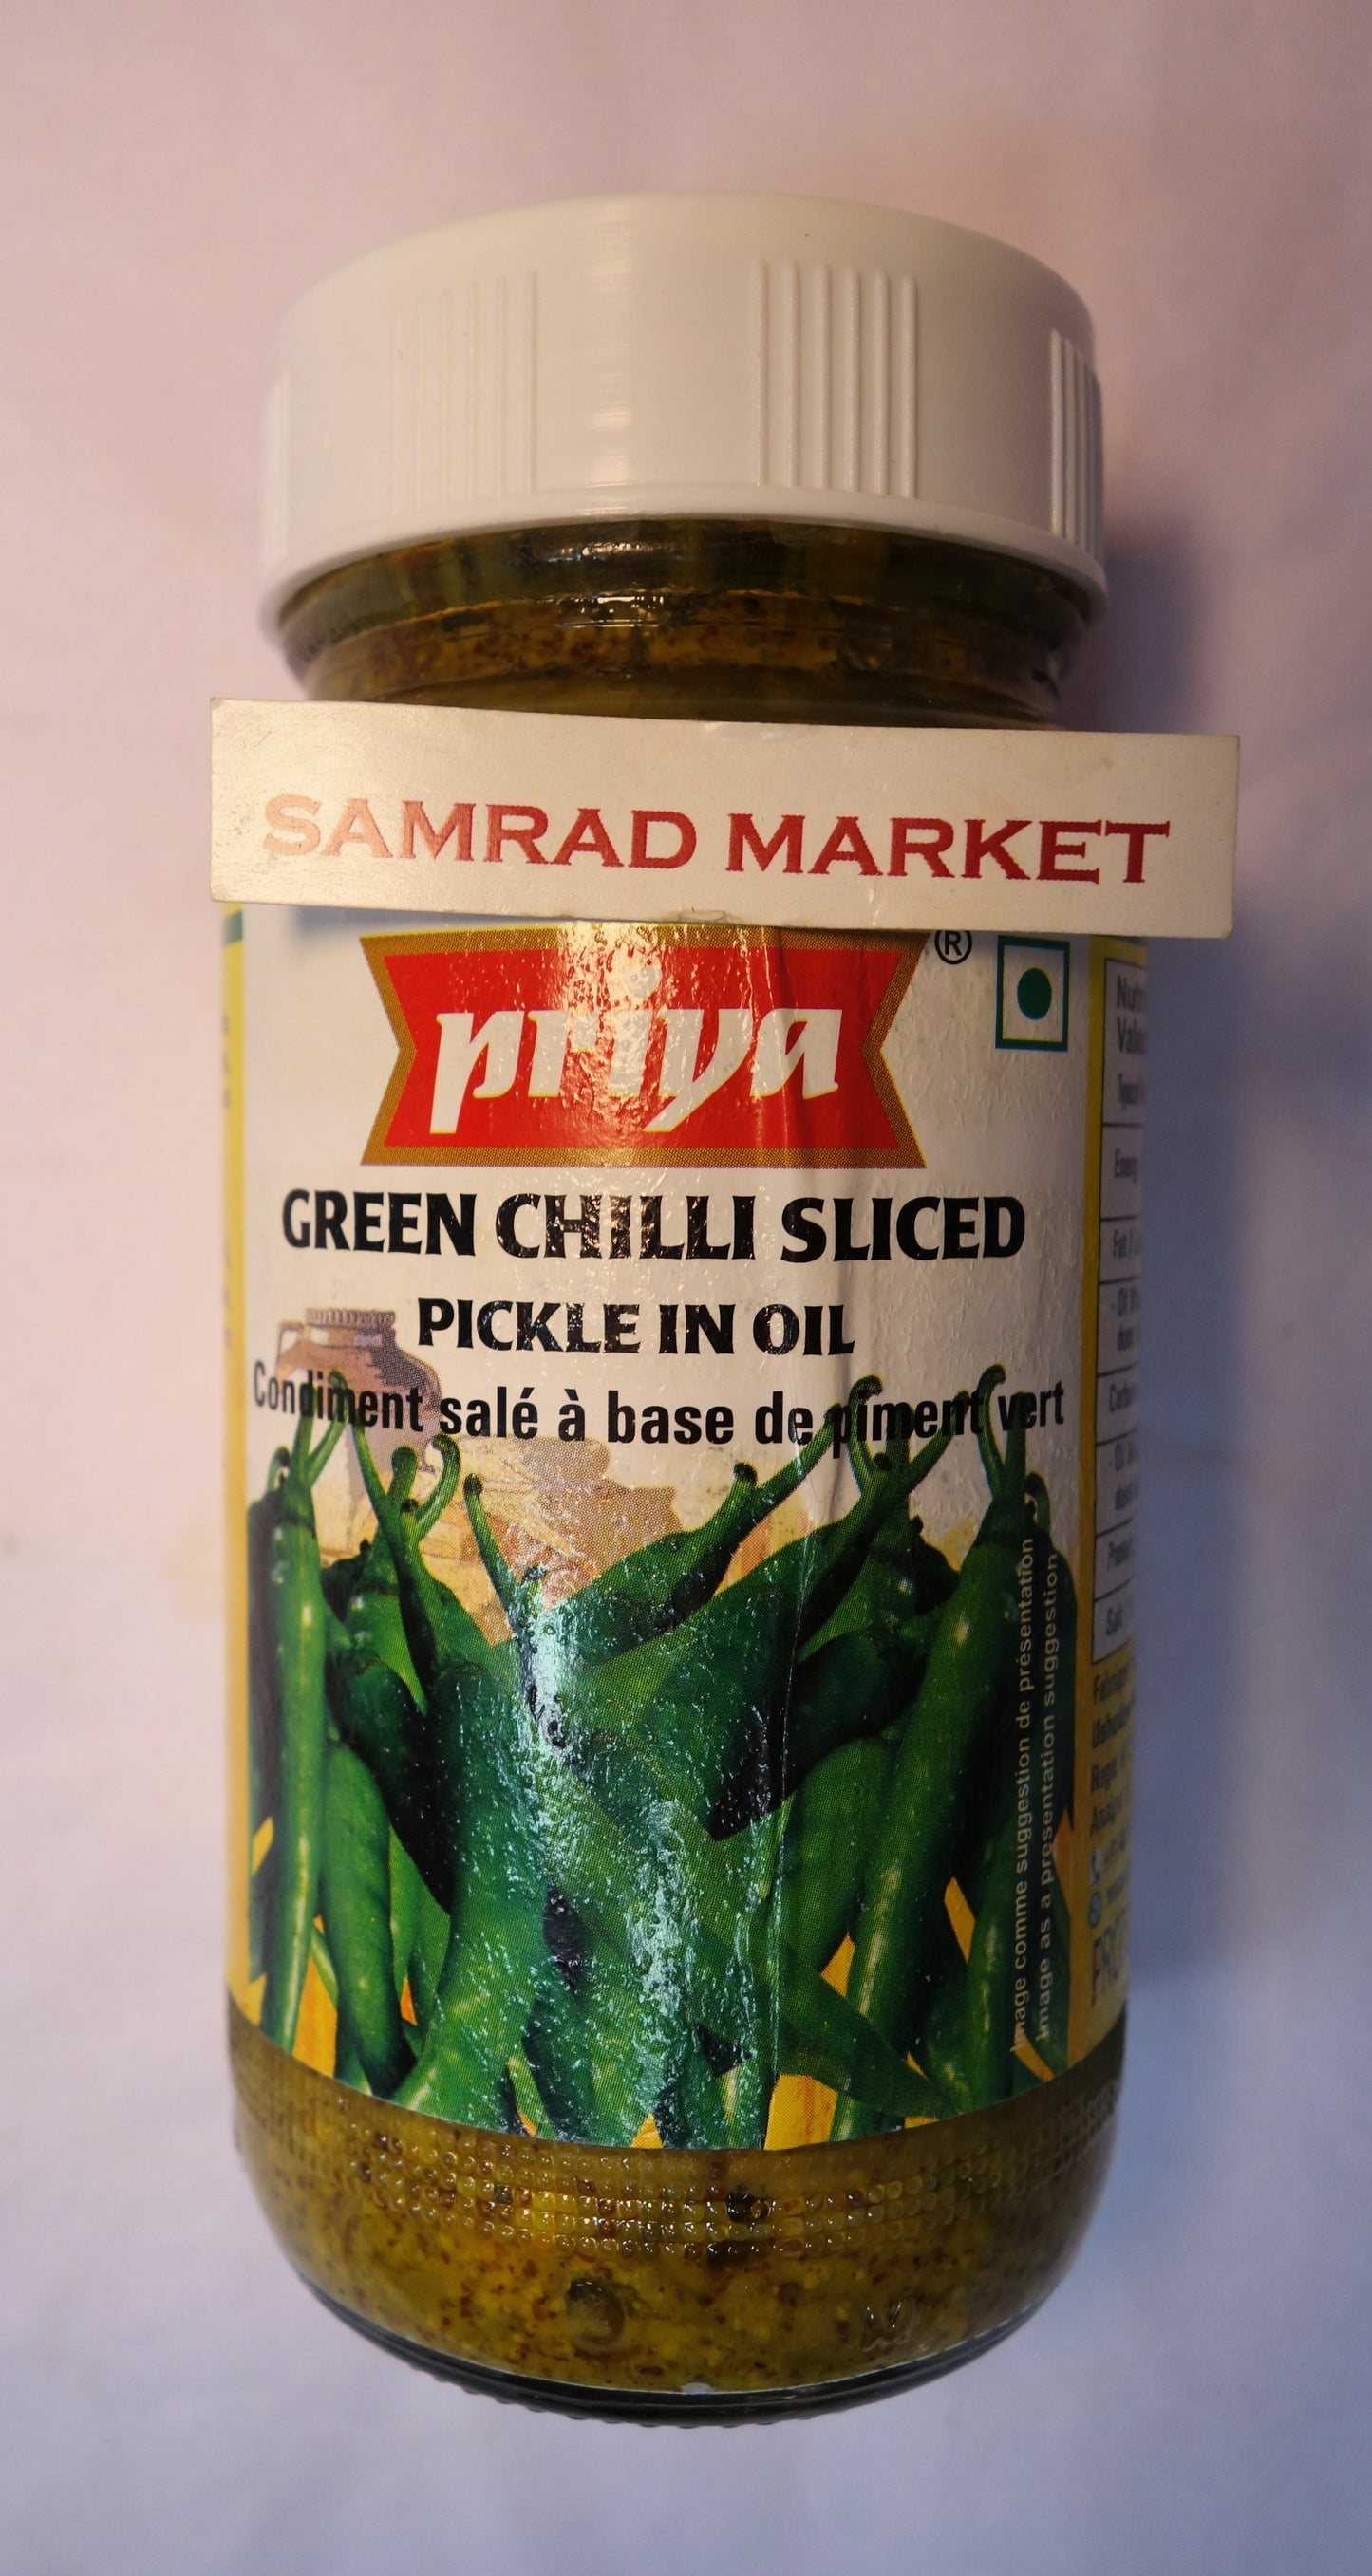 SAMRAD MARKET
priya
®
GREEN CHILLI SLICED
PICKLE IN OIL
Condiment salé à base de piment vert
Image comme suggestion de présentation
Image as a presentation suggestion